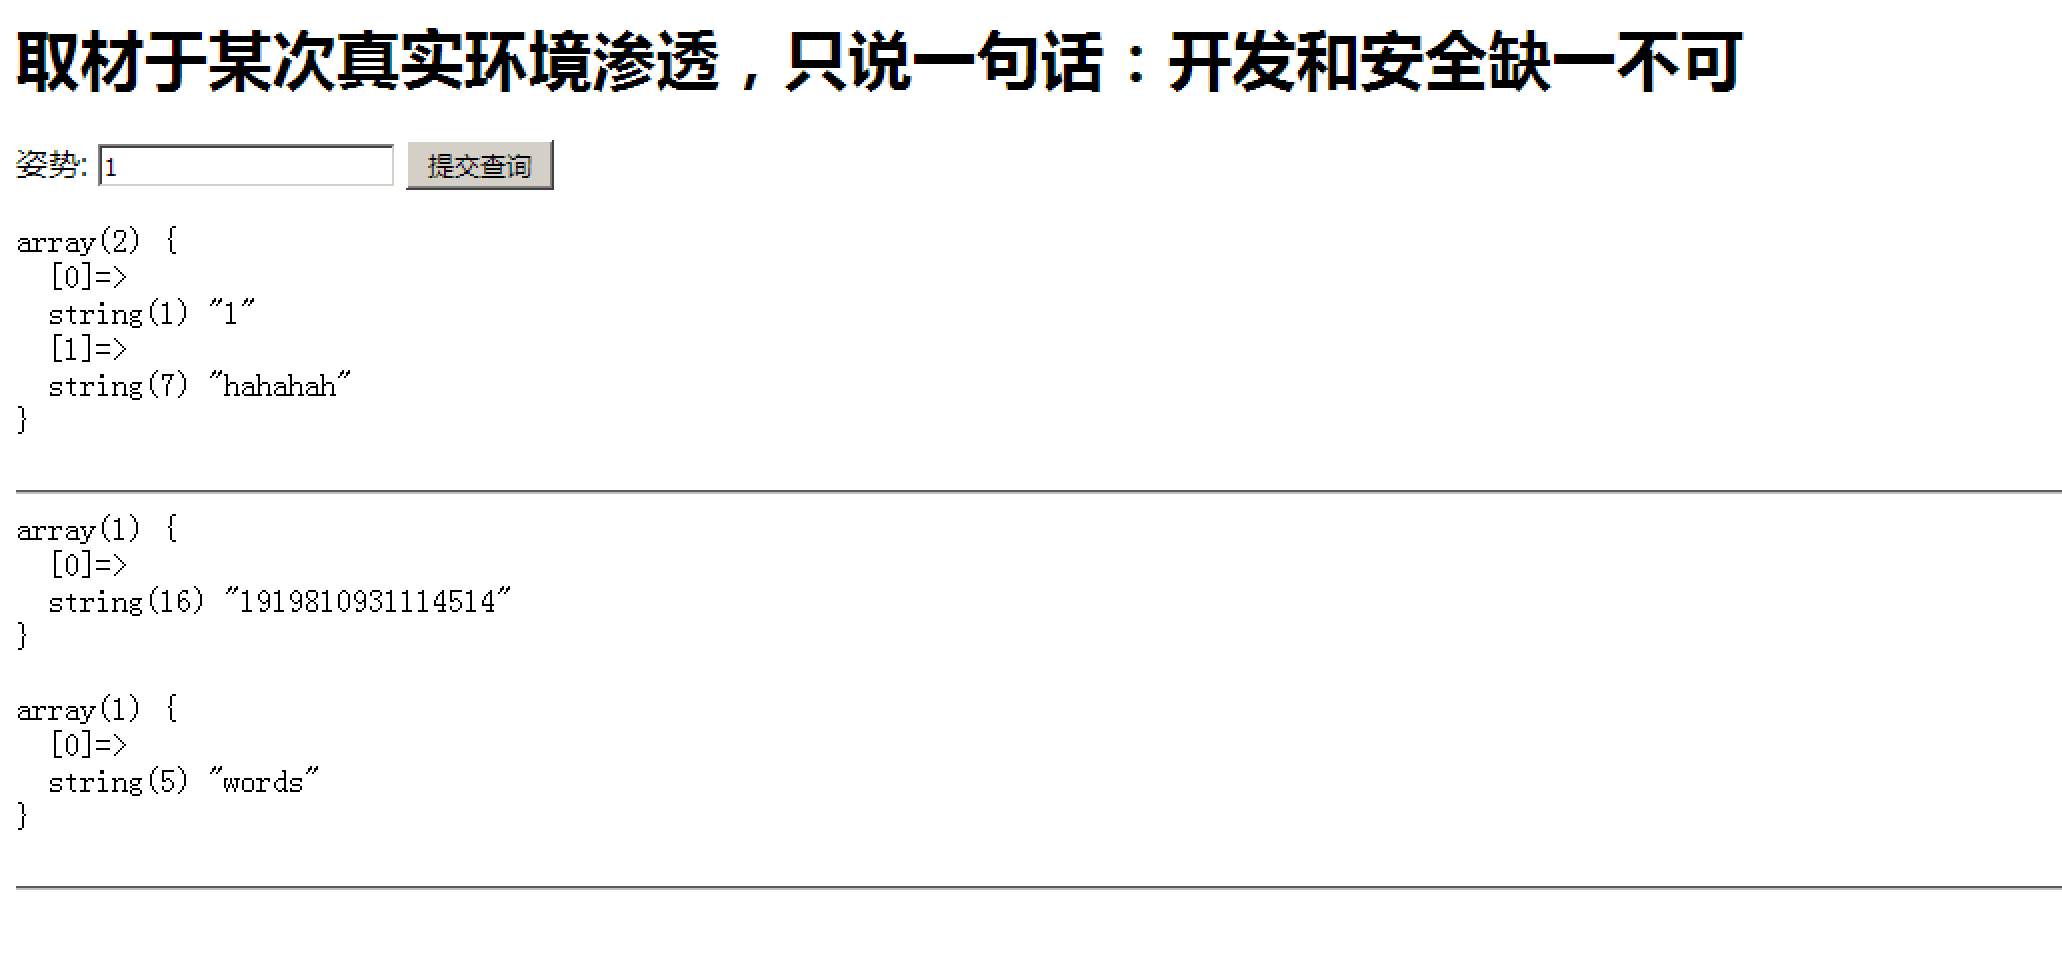 取材于某次真实环境渗透，只说一句话：开发和安全缺一不可
姿势: 1 提交查询
array(2) {
  [0]=>
  string(1) "1"
  [1]=>
  string(7) "hahahah"
}
array(1) {
  [0]=>
  string(16) "1919810931114514"
}
array(1) {
  [0]=>
  string(5) "words"
}